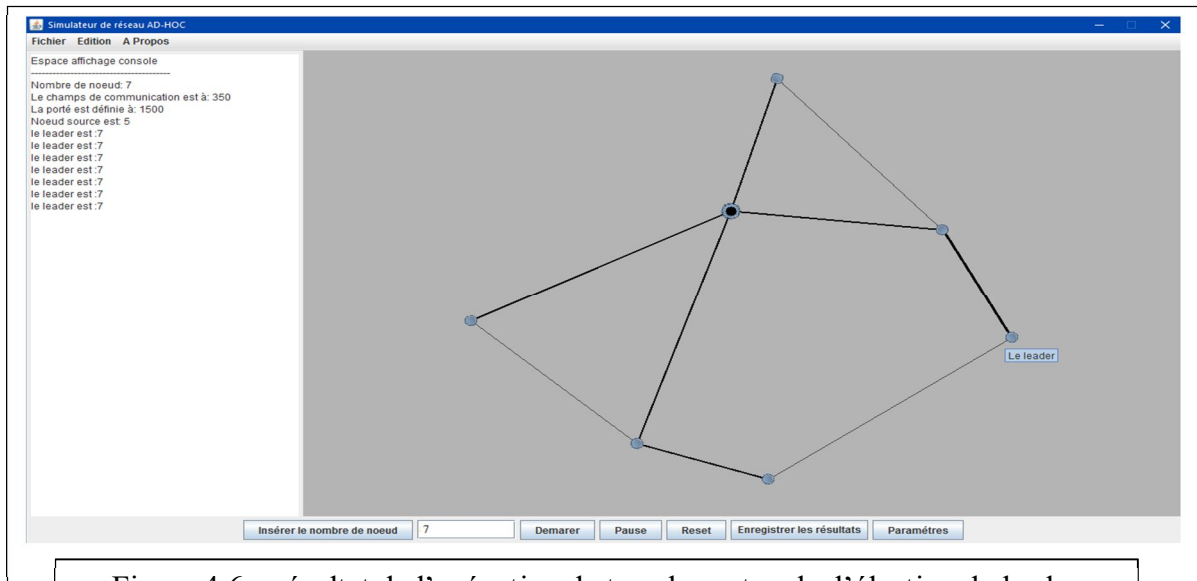 Simulateur de réseau AD-HOC
Fichier Edition A Propos
Espace affichage console
----------------------------------------
Nombre de noeud: 7
Le champs de communication est à: 350
La porté est définie à: 1500
Noeud source est: 5
le leader est :7
le leader est :7
le leader est :7
le leader est :7
le leader est :7
le leader est :7
le leader est :7
Le leader
Insérer le nombre de noeud 7 Demarer Pause Reset Enregistrer les résultats Paramétres